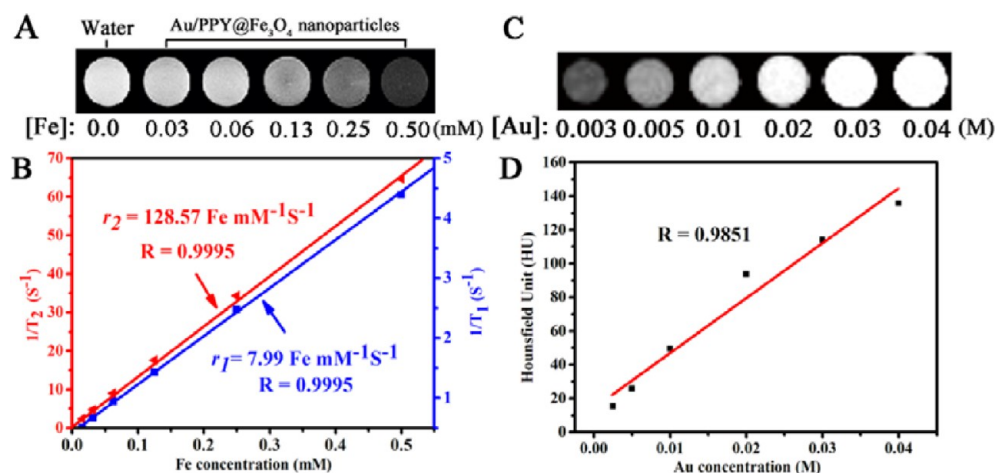 A
Water
Au/PPY@Fe₃O₄ nanoparticles
[Fe]: 0.0 0.03 0.06 0.13 0.25 0.50 (mM)
B
70
60
50
40
30
20
10
0
1/T₂ (S⁻¹)
r₂ = 128.57 Fe mM⁻¹S⁻¹
R = 0.9995
r₁= 7.99 Fe mM⁻¹S⁻¹
R = 0.9995
5
4
3
2
1
1/T₁ (S⁻¹)
0.0 0.1 0.2 0.3 0.4 0.5
Fe concentration (mM)
C
[Au]: 0.003 0.005 0.01 0.02 0.03 0.04 (M)
D
160
140
120
100
80
60
40
20
0
Hounsfield Unit (HU)
R = 0.9851
0.00 0.01 0.02 0.03 0.04
Au concentration (M)